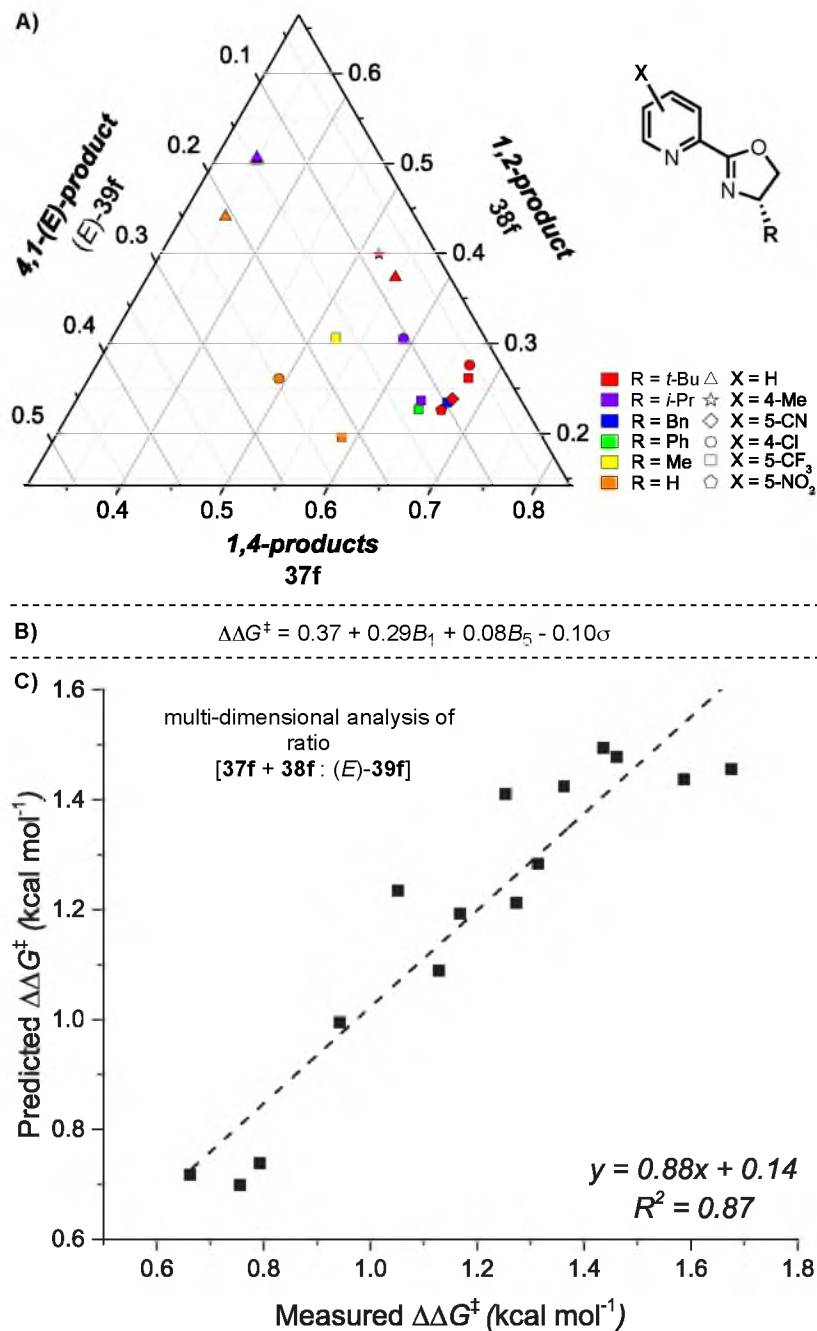 A)
X
N
O
N
R
0.1
0.2
0.3
0.4
0.5
4,1-(E)-product
(E)-39f
0.6
0.5
0.4
0.3
0.2
1,2-product
38f
0.4 0.5 0.6 0.7 0.8
1,4-products
37f
R = t-Bu X = H
R = i-Pr X = 4-Me
R = Bn X = 5-CN
R = Ph X = 4-Cl
R = Me X = 5-CF₃
R = H X = 5-NO₂
B) ΔΔG‡ = 0.37 + 0.29B₁ + 0.08B₅ - 0.10σ
C)
multi-dimensional analysis of
ratio
[37f + 38f : (E)-39f]
1.6
1.4
1.2
1.0
0.8
0.6
Predicted ΔΔG‡ (kcal mol⁻¹)
y = 0.88x + 0.14
R² = 0.87
0.6 0.8 1.0 1.2 1.4 1.6 1.8
Measured ΔΔG‡ (kcal mol⁻¹)